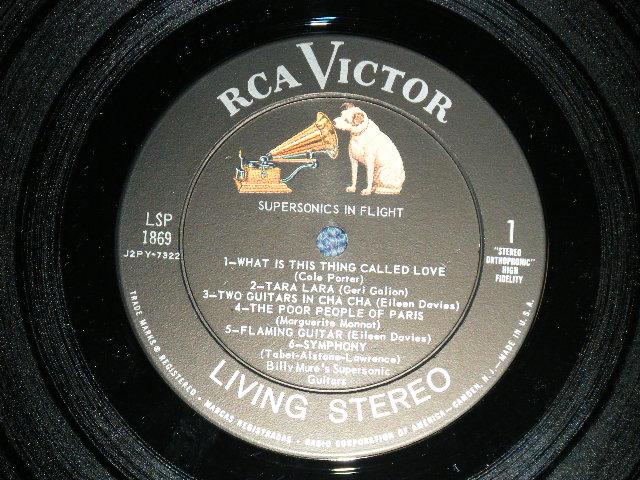 RCA VICTOR
SUPERSONICS IN FLIGHT
LSP
1869
J2PY-7322
1
"STEREO
ORTHOPHONIC"
HIGH
FIDELITY
1—WHAT IS THIS THING CALLED LOVE
(Cole Porter)
2—TARA LARA (Geri Galion)
3—TWO GUITARS IN CHA CHA (Eileen Davies)
4—THE POOR PEOPLE OF PARIS
(Marguerite Monnot)
5—FLAMING GUITAR (Eileen Davies)
6—SYMPHONY
(Tabet-Alstone-Lawrence)
Billy Mure's Supersonic
Guitars
LIVING STEREO
TRADE MARKS ® REGISTERED • MARCAS REGISTRADAS • RADIO CORPORATION OF AMERICA—CAMDEN, N. J.—MADE IN U.S.A.